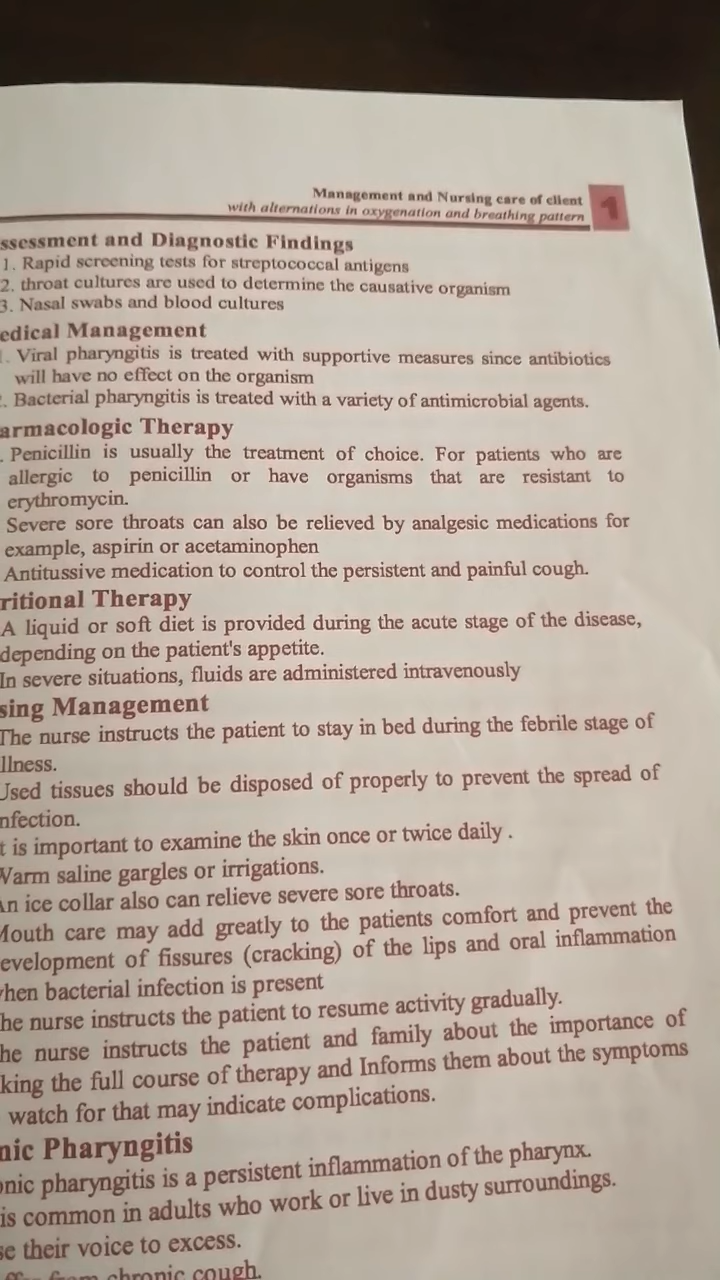 Management and Nursing care of client
with alternations in oxygenation and breathing pattern
1
ssessment and Diagnostic Findings
1. Rapid screening tests for streptococcal antigens
2. throat cultures are used to determine the causative organism
3. Nasal swabs and blood cultures
edical Management
. Viral pharyngitis is treated with supportive measures since antibiotics
will have no effect on the organism
. Bacterial pharyngitis is treated with a variety of antimicrobial agents.
armacologic Therapy
. Penicillin is usually the treatment of choice. For patients who are
allergic to penicillin or have organisms that are resistant to
erythromycin.
Severe sore throats can also be relieved by analgesic medications for
example, aspirin or acetaminophen
Antitussive medication to control the persistent and painful cough.
ritional Therapy
A liquid or soft diet is provided during the acute stage of the disease,
depending on the patient's appetite.
In severe situations, fluids are administered intravenously
sing Management
The nurse instructs the patient to stay in bed during the febrile stage of
llness.
Used tissues should be disposed of properly to prevent the spread of
nfection.
t is important to examine the skin once or twice daily .
Warm saline gargles or irrigations.
An ice collar also can relieve severe sore throats.
Mouth care may add greatly to the patients comfort and prevent the
evelopment of fissures (cracking) of the lips and oral inflammation
hen bacterial infection is present
he nurse instructs the patient to resume activity gradually.
he nurse instructs the patient and family about the importance of
king the full course of therapy and Informs them about the symptoms
watch for that may indicate complications.
nic Pharyngitis
onic pharyngitis is a persistent inflammation of the pharynx.
is common in adults who work or live in dusty surroundings.
se their voice to excess.
from chronic cough.